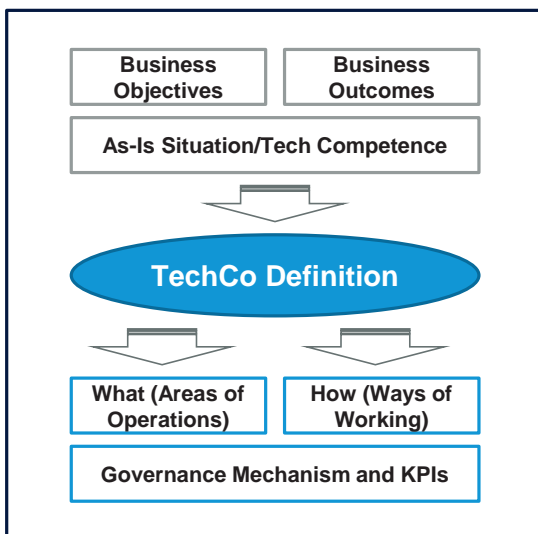 Business
Objectives
Business
Outcomes
As-Is Situation/Tech Competence
TechCo Definition
What (Areas of
Operations)
How (Ways of
Working)
Governance Mechanism and KPIs